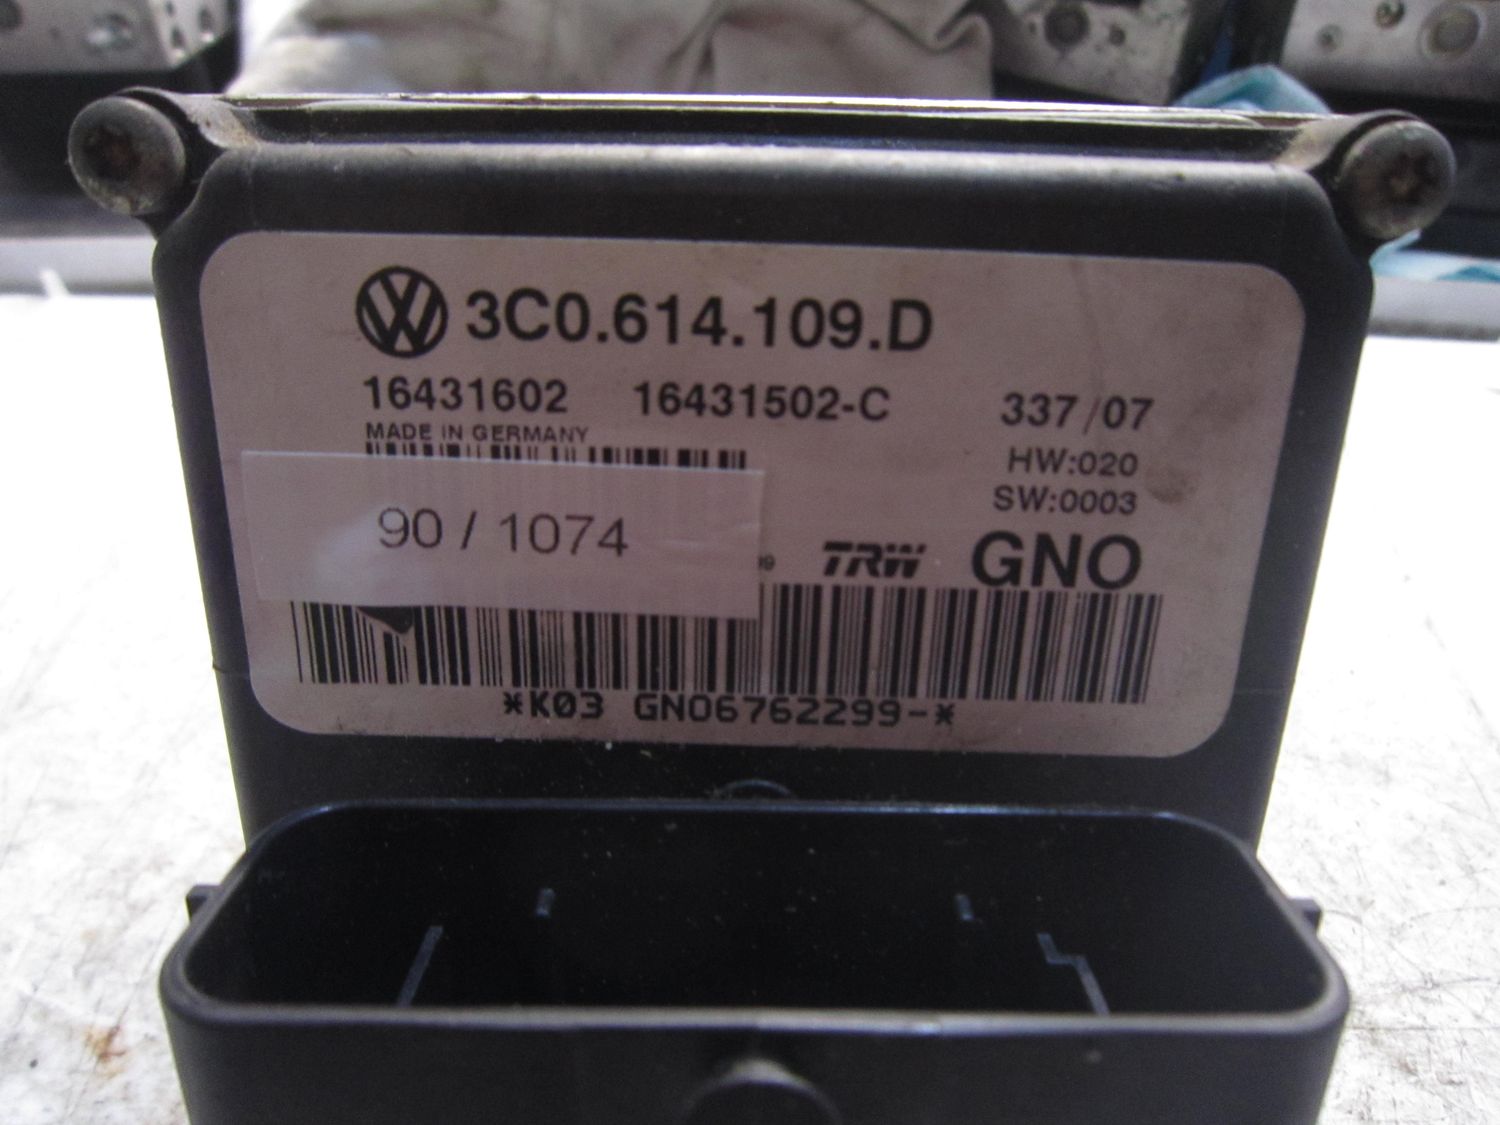 3C0.614.109.D
16431602 16431502-C 337/07
MADE IN GERMANY
HW:020
SW:0003
90 / 1074
TRW GNO
*K03 GNO6762299-*